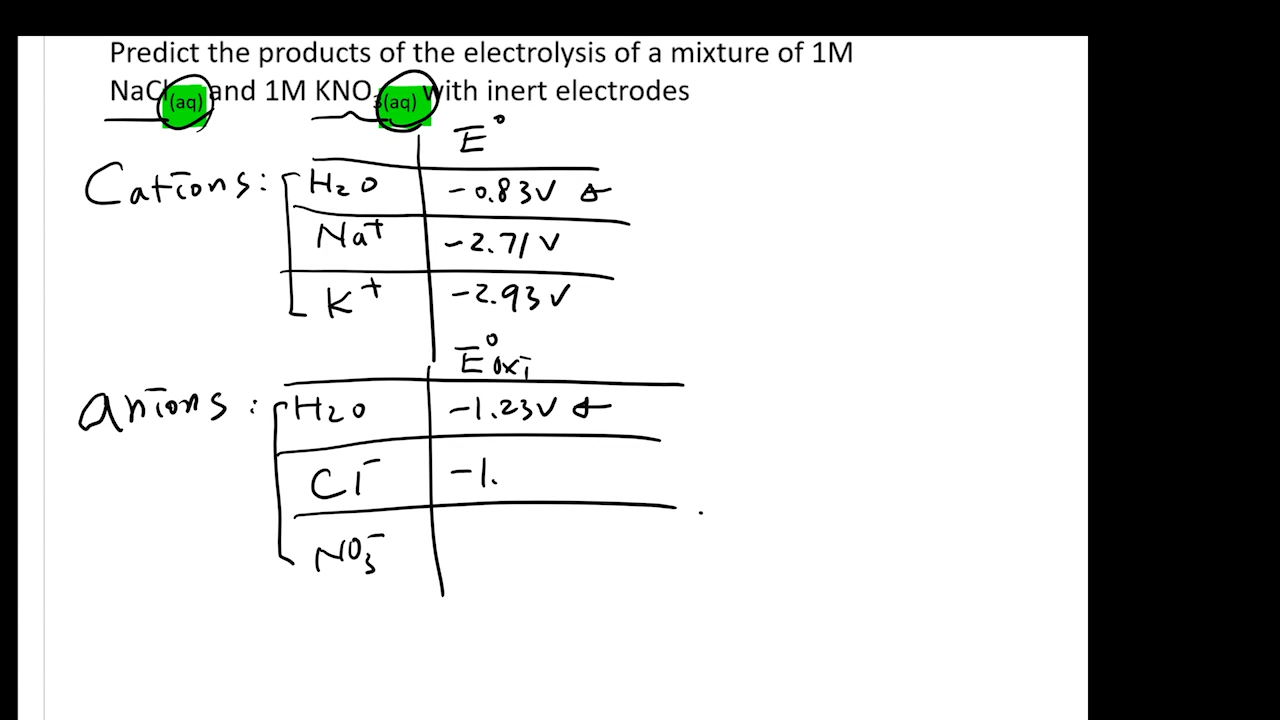 Predict the products of the electrolysis of a mixture of 1M
NaCl(aq) and 1M KNO3(aq) with inert electrodes
E°
Cations: H2O -0.83V
Na+ -2.71V
K+ -2.93V
E°oxi
anions: H2O -1.23V
Cl- -1.
NO3-